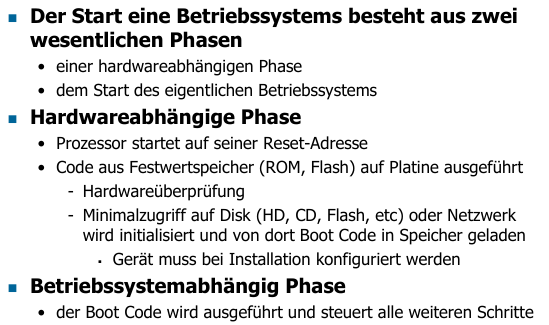 Der Start eine Betriebssystems besteht aus zwei
wesentlichen Phasen
einer hardwareabhängigen Phase
dem Start des eigentlichen Betriebssystems
Hardwareabhängige Phase
Prozessor startet auf seiner Reset-Adresse
Code aus Festwertspeicher (ROM, Flash) auf Platine ausgeführt
- Hardwareüberprüfung
- Minimalzugriff auf Disk (HD, CD, Flash, etc) oder Netzwerk
wird initialisiert und von dort Boot Code in Speicher geladen
Gerät muss bei Installation konfiguriert werden
Betriebssystemabhängig Phase
der Boot Code wird ausgeführt und steuert alle weiteren Schritte